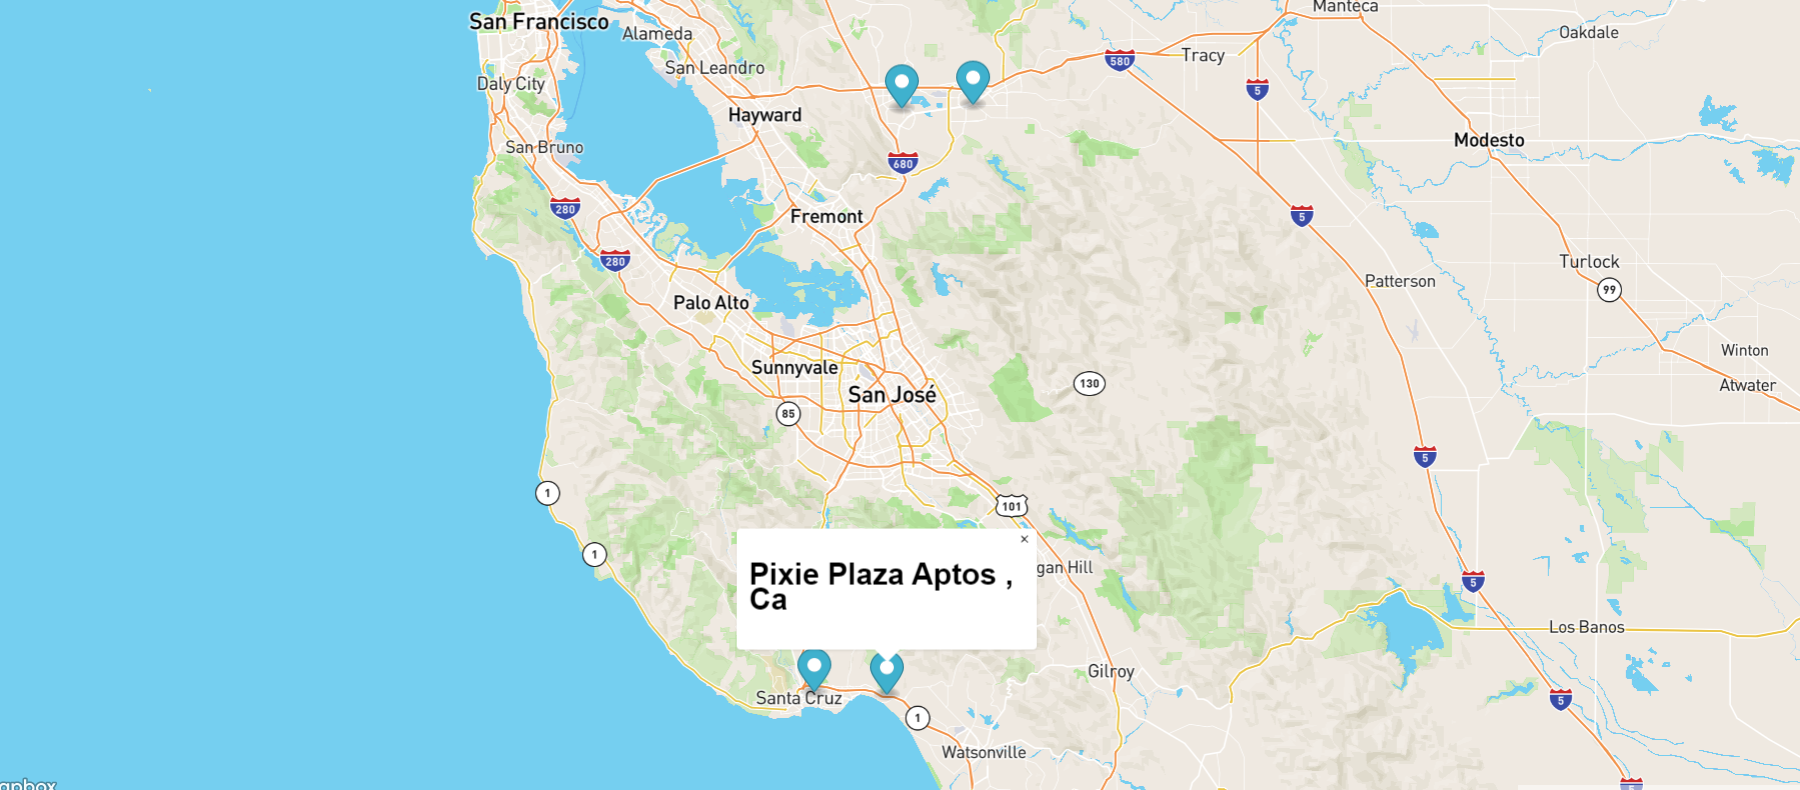 Manteca
San Francisco
Oakdale
Alameda
Tracy
580
San Leandro
Daly City
5
Hayward
Modesto
San Bruno
680
280
Fremont
5
280
Turlock
Patterson
99
Palo Alto
Winton
Sunnyvale
130
Atwater
San José
85
5
1
101
×
1
gan Hill
Pixie Plaza Aptos ,
Ca
5
Los Banos
Gilroy
Santa Cruz
5
1
Watsonville
5
apbox